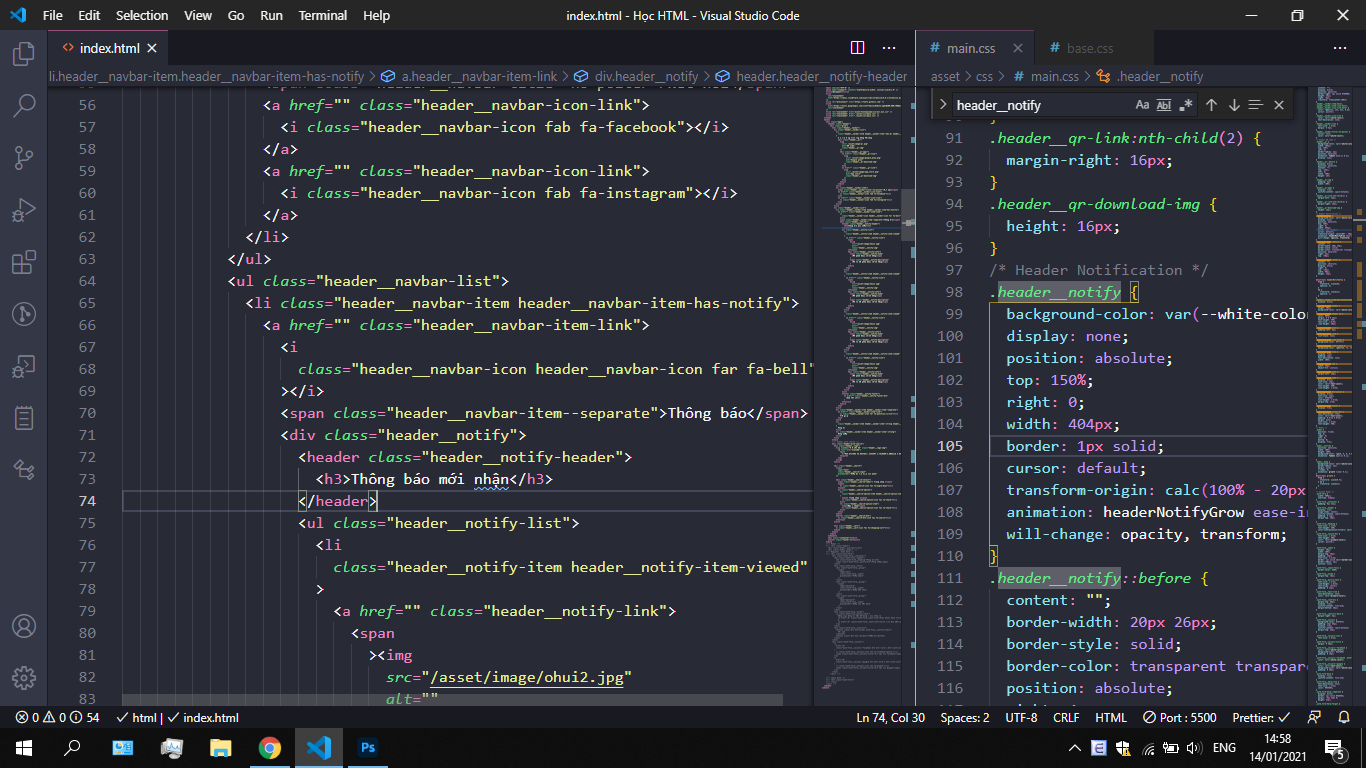 File Edit Selection View Go Run Terminal Help
index.html - Học HTML - Visual Studio Code
index.html
li.header__navbar-item.header__navbar-item-has-notify > a.header__navbar-item-link > div.header__notify > header.header__notify-header
56 <a href="" class="header__navbar-icon-link">
57 <i class="header__navbar-icon fab fa-facebook"></i>
58 </a>
59 <a href="" class="header__navbar-icon-link">
60 <i class="header__navbar-icon fab fa-instagram"></i>
61 </a>
62 </li>
63 </ul>
64 <ul class="header__navbar-list">
65 <li class="header__navbar-item header__navbar-item-has-notify">
66 <a href="" class="header__navbar-item-link">
67 <i
68 class="header__navbar-icon header__navbar-icon far fa-bell"
69 ></i>
70 <span class="header__navbar-item--separate">Thông báo</span>
71 <div class="header__notify">
72 <header class="header__notify-header">
73 <h3>Thông báo mới nhận</h3>
74 </header>
75 <ul class="header__notify-list">
76 <li
77 class="header__notify-item header__notify-item-viewed"
78 >
79 <a href="" class="header__notify-link">
80 <span
81 ><img
82 src="/asset/image/ohui2.jpg"
83 alt=""
# main.css
# base.css
asset > css > # main.css > .header__notify
header__notify
Aa Abl .*
91 .header__qr-link:nth-child(2) {
92 margin-right: 16px;
93 }
94 .header__qr-download-img {
95 height: 16px;
96 }
97 /* Header Notification */
98 .header__notify {
99 background-color: var(--white-colo
100 display: none;
101 position: absolute;
102 top: 150%;
103 right: 0;
104 width: 404px;
105 border: 1px solid;
106 cursor: default;
107 transform-origin: calc(100% - 20px
108 animation: headerNotifyGrow ease-i
109 will-change: opacity, transform;
110 }
111 .header__notify::before {
112 content: "";
113 border-width: 20px 26px;
114 border-style: solid;
115 border-color: transparent transpar
116 position: absolute;
0 0 54 html | index.html
Ln 74, Col 30 Spaces: 2 UTF-8 CRLF HTML Port : 5500 Prettier:
Ps
ENG
14:58
14/01/2021
5